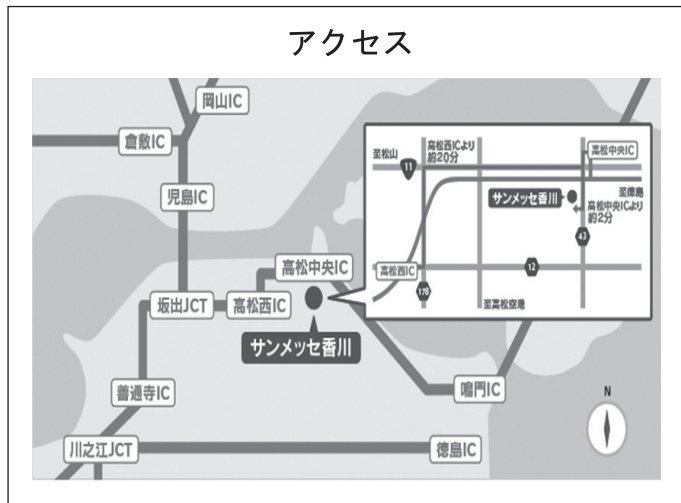 アクセス
岡山IC
倉敷IC
児島IC
高松中央IC
坂出JCT
高松西IC
サンメッセ香川
善通寺IC
鳴門IC
川之江JCT
徳島IC
N
至松山
11
高松西ICより
約20分
高松中央IC
至徳島
サンメッセ香川
高松中央ICより
約2分
43
高松西IC
12
178
至高松空港